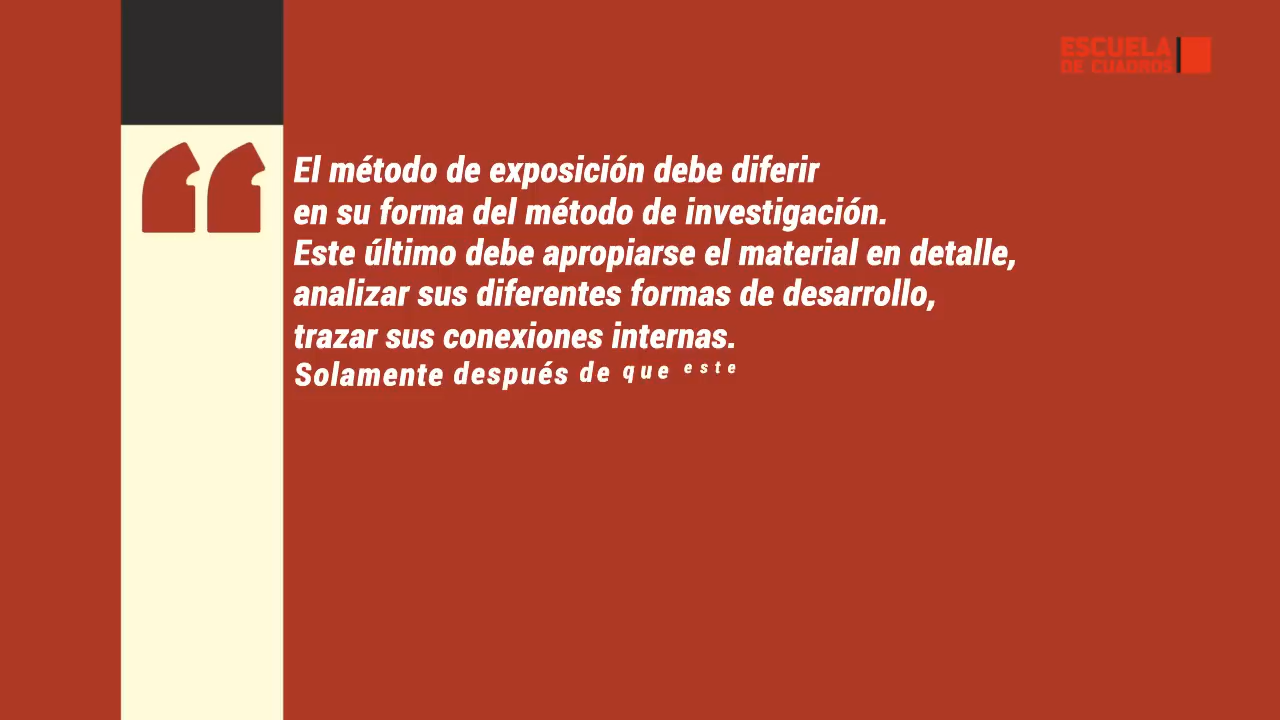 ESCUELA
DE CUADROS
El método de exposición debe diferir
en su forma del método de investigación.
Este último debe apropiarse el material en detalle,
analizar sus diferentes formas de desarrollo,
trazar sus conexiones internas.
Solamente después de que este